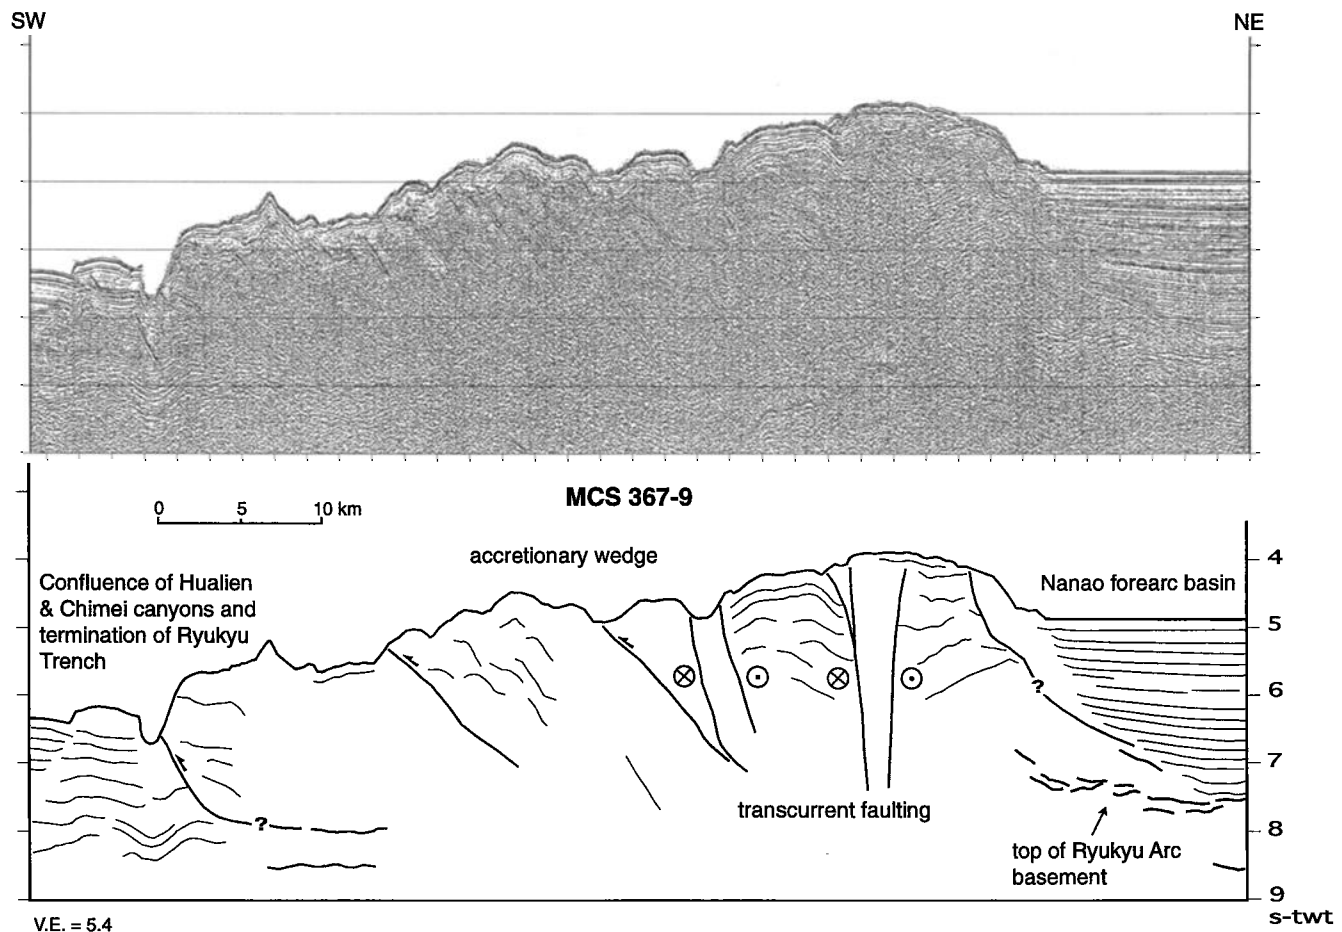 SW
NE
MCS 367-9
0 5 10 km
accretionary wedge
Confluence of Hualien
& Chimei canyons and
termination of Ryukyu
Trench
Nanao forearc basin
4
5
6
7
8
9
s-twt
?
?
transcurrent faulting
top of Ryukyu Arc
basement
V.E. = 5.4